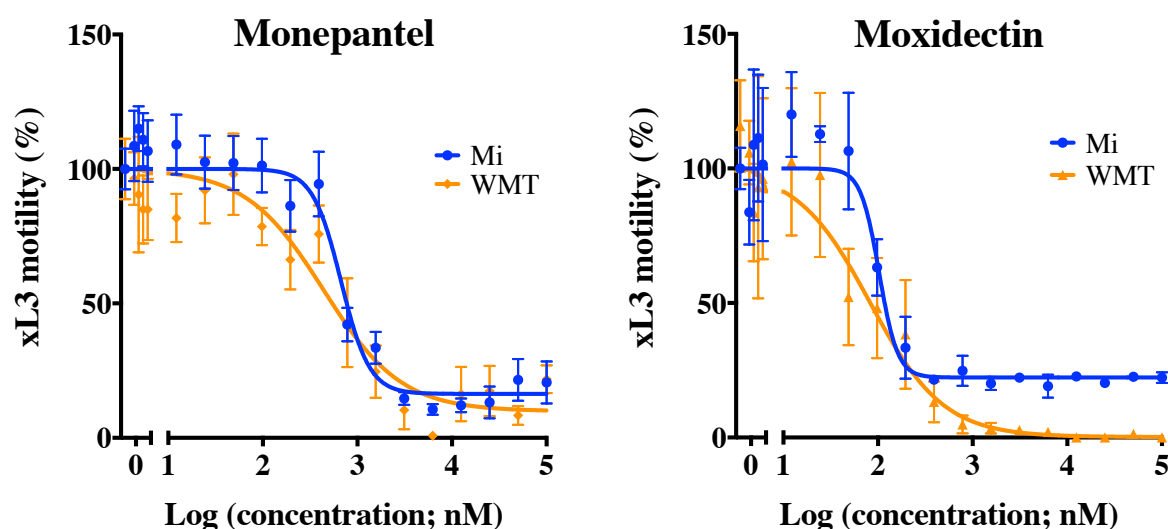 Monepantel
150
100
50
0
xL3 motility (%)
Mi
WMT
0 1 2 3 4 5
Log (concentration; nM)
Moxidectin
150
100
50
0
xL3 motility (%)
Mi
WMT
0 1 2 3 4 5
Log (concentration; nM)